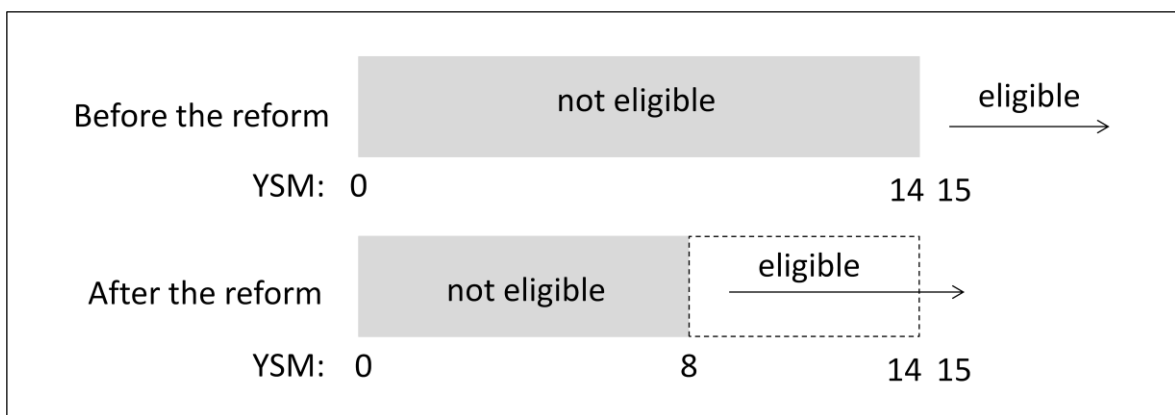 not eligible
eligible
Before the reform
YSM: 0 14 15
eligible
not eligible
After the reform
YSM: 0 8 14 15